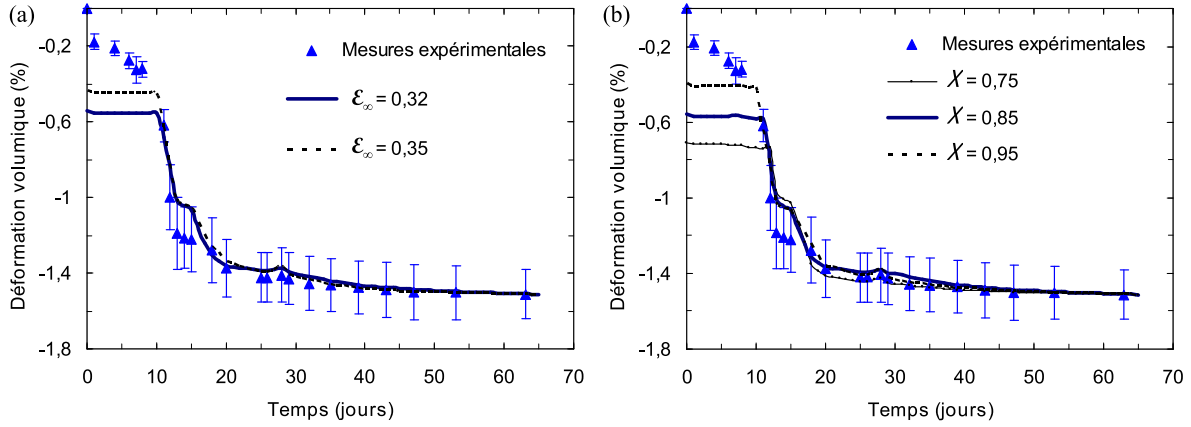 (a)
-0,2
-0,6
-1
-1,4
-1,8
Déformation volumique (%)
Mesures expérimentales
ε∞ = 0,32
ε∞ = 0,35
0 10 20 30 40 50 60 70
Temps (jours)
(b)
-0,2
-0,6
-1
-1,4
-1,8
Déformation volumique (%)
Mesures expérimentales
X = 0,75
X = 0,85
X = 0,95
0 10 20 30 40 50 60 70
Temps (jours)